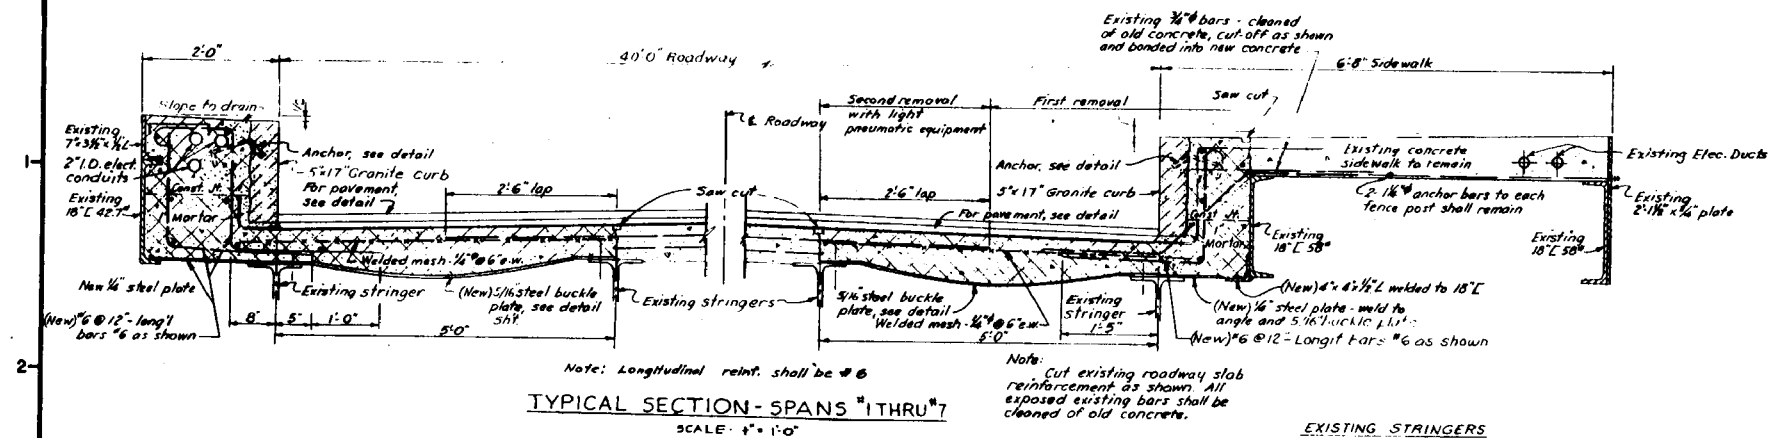 Existing 3/4"φ bars - cleaned
of old concrete, cut-off as shown
and bonded into new concrete
2'-0"
40'-0" Roadway
6'-8" Sidewalk
Slope to drain
Second removal
with light
pneumatic equipment
First removal
Saw cut
℄ Roadway
Existing
7"x3½"x½"L
2" I.D. elect.
conduits
Existing
18"[ 42.7#
Anchor, see detail
5"x17" Granite curb
For pavement,
see detail
Const. Jt.
Mortar
2'-6" lap
Saw cut
2'-6" lap
Anchor, see detail
5"x17" Granite curb
For pavement, see detail
Const. Jt.
Mortar
Existing
18"[ 58#
Existing concrete
sidewalk to remain
2-1⅛"φ anchor bars to each
fence post shall remain
Existing Elec. Ducts
Existing
Existing
18"[ 58#
1
Welded mesh-¼"φ@6"e.w.
New ¼" steel plate
(New)#6 @ 12"-long'l
bars #6 as shown
Existing stringer
(New) 5/16" steel buckle
plate, see detail
sht.
Existing stringers
5/16" steel buckle
plate, see detail
Welded mesh-¼"φ@6"e.w.
Existing
stringer
1'-5"
(New) 4"x4"x½"L welded to 18"[
(New) ¼" steel plate - weld to
angle and 5/16" buckle plate
(New) #6 @ 12"-Longit bars #6 as shown
8"
5"
1'-0"
5'-0"
5'-0"
2
Note: Longitudinal reinf. shall be #6
Note:
Cut existing roadway slab
reinforcement as shown. All
exposed existing bars shall be
cleaned of old concrete.
TYPICAL SECTION-SPANS #1 THRU #7
SCALE: 1'-0"
EXISTING STRINGERS